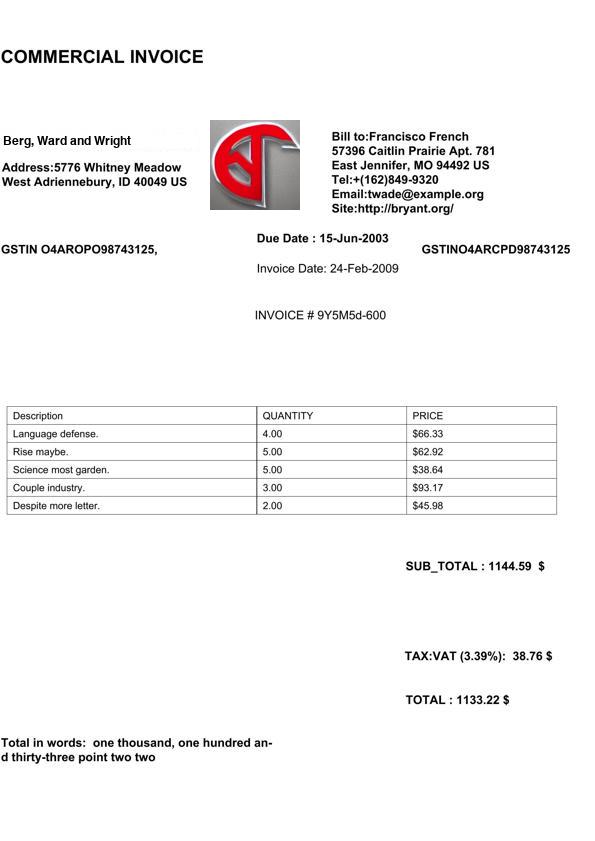 COMMERCIAL INVOICE
Berg, Ward and Wright
Address:5776 Whitney Meadow
West Adriennebury, ID 40049 US
Bill to:Francisco French
57396 Caitlin Prairie Apt. 781
East Jennifer, MO 94492 US
Tel:+(162)849-9320
Email:twade@example.org
Site:http://bryant.org/
GSTIN O4AROPO98743125,
Due Date : 15-Jun-2003
GSTINO4ARCPD98743125
Invoice Date: 24-Feb-2009
INVOICE # 9Y5M5d-600
Description QUANTITY PRICE
Language defense. 4.00 $66.33
Rise maybe. 5.00 $62.92
Science most garden. 5.00 $38.64
Couple industry. 3.00 $93.17
Despite more letter. 2.00 $45.98
SUB_TOTAL : 1144.59 $
TAX:VAT (3.39%): 38.76 $
TOTAL : 1133.22 $
Total in words: one thousand, one hundred an-
d thirty-three point two two